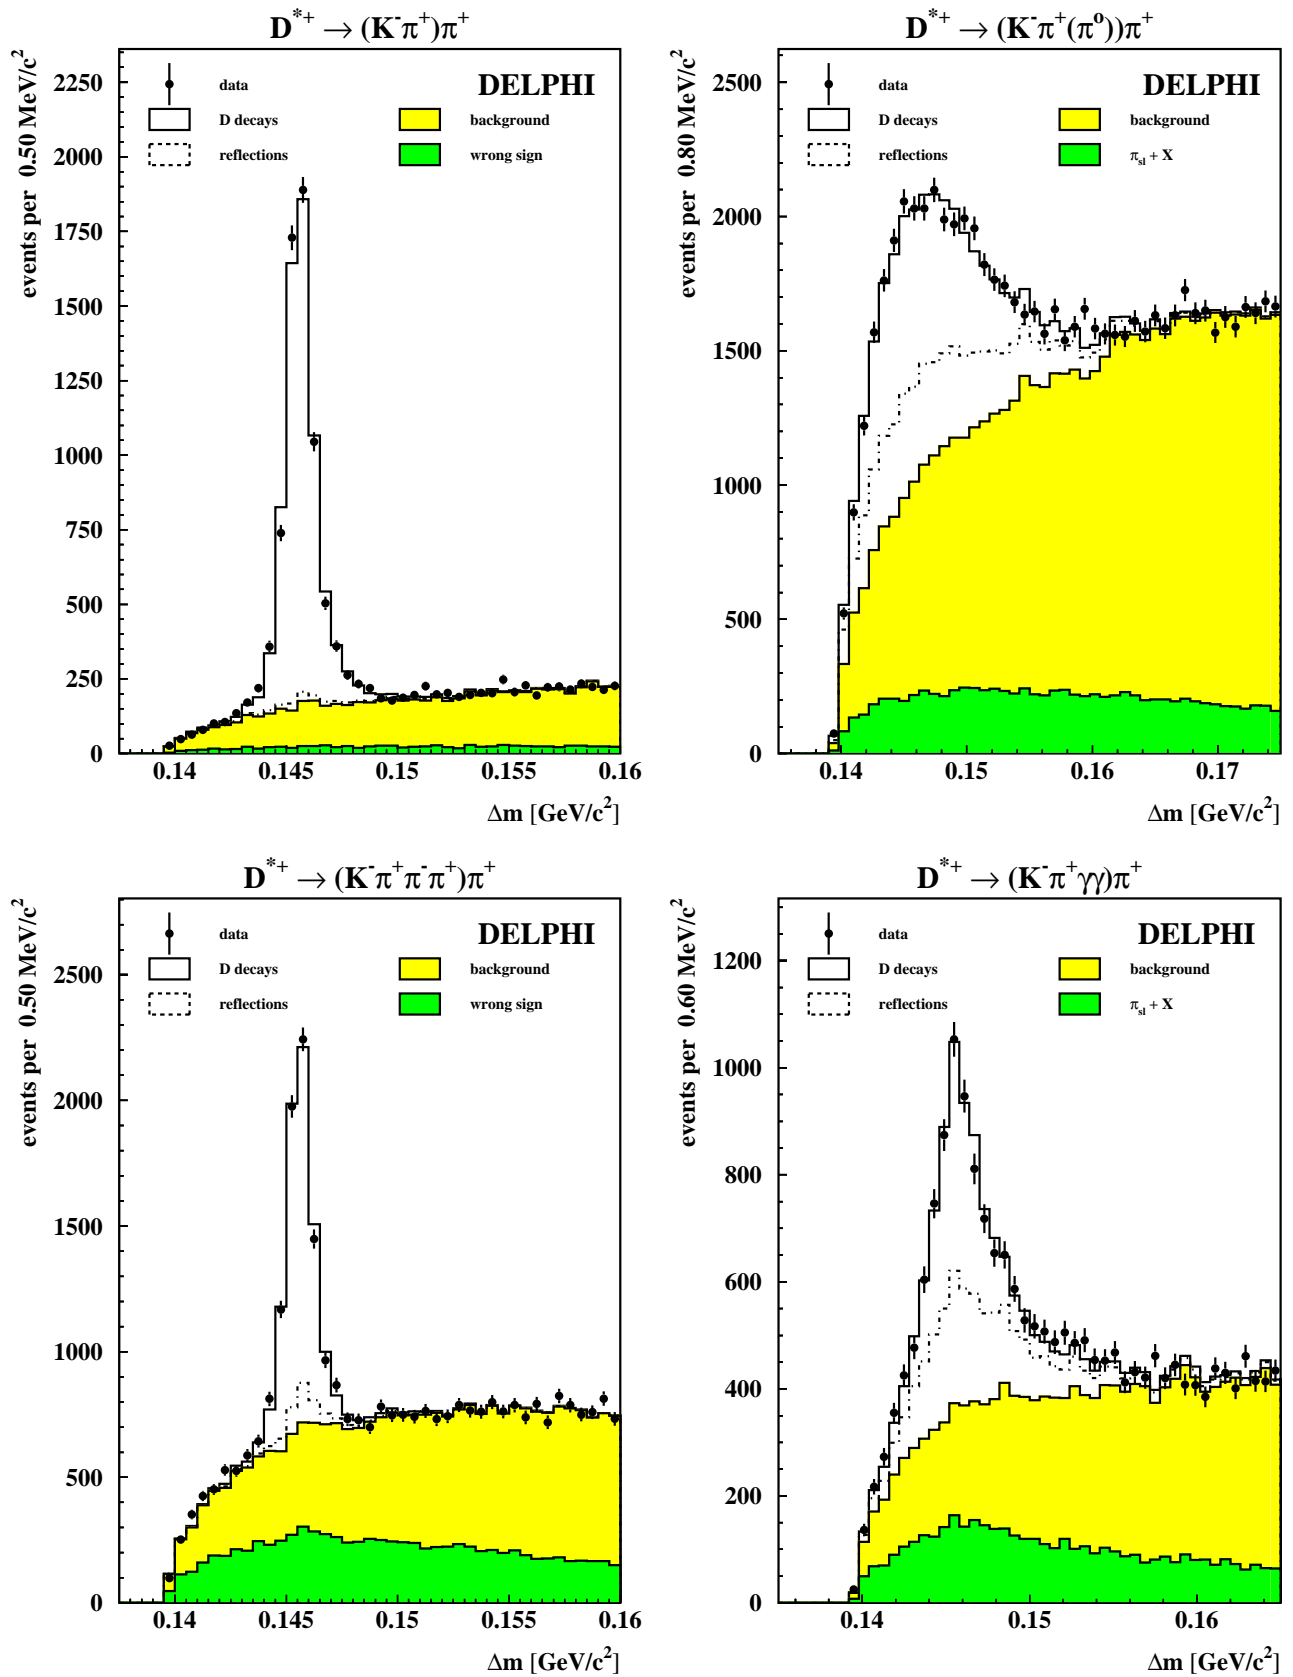 D*+ → (K⁻π⁺)π⁺
events per 0.50 MeV/c²
2250
2000
1750
1500
1250
1000
750
500
250
0
data
D decays
reflections
DELPHI
background
wrong sign
0.14 0.145 0.15 0.155 0.16
Δm [GeV/c²]
D*+ → (K⁻π⁺(π⁰))π⁺
events per 0.80 MeV/c²
2500
2000
1500
1000
500
0
data
D decays
reflections
DELPHI
background
π_sl + X
0.14 0.15 0.16 0.17
Δm [GeV/c²]
D*+ → (K⁻π⁺π⁻π⁺)π⁺
events per 0.50 MeV/c²
2500
2000
1500
1000
500
0
data
D decays
reflections
DELPHI
background
wrong sign
0.14 0.145 0.15 0.155 0.16
Δm [GeV/c²]
D*+ → (K⁻π⁺γγ)π⁺
events per 0.60 MeV/c²
1200
1000
800
600
400
200
0
data
D decays
reflections
DELPHI
background
π_sl + X
0.14 0.15 0.16
Δm [GeV/c²]